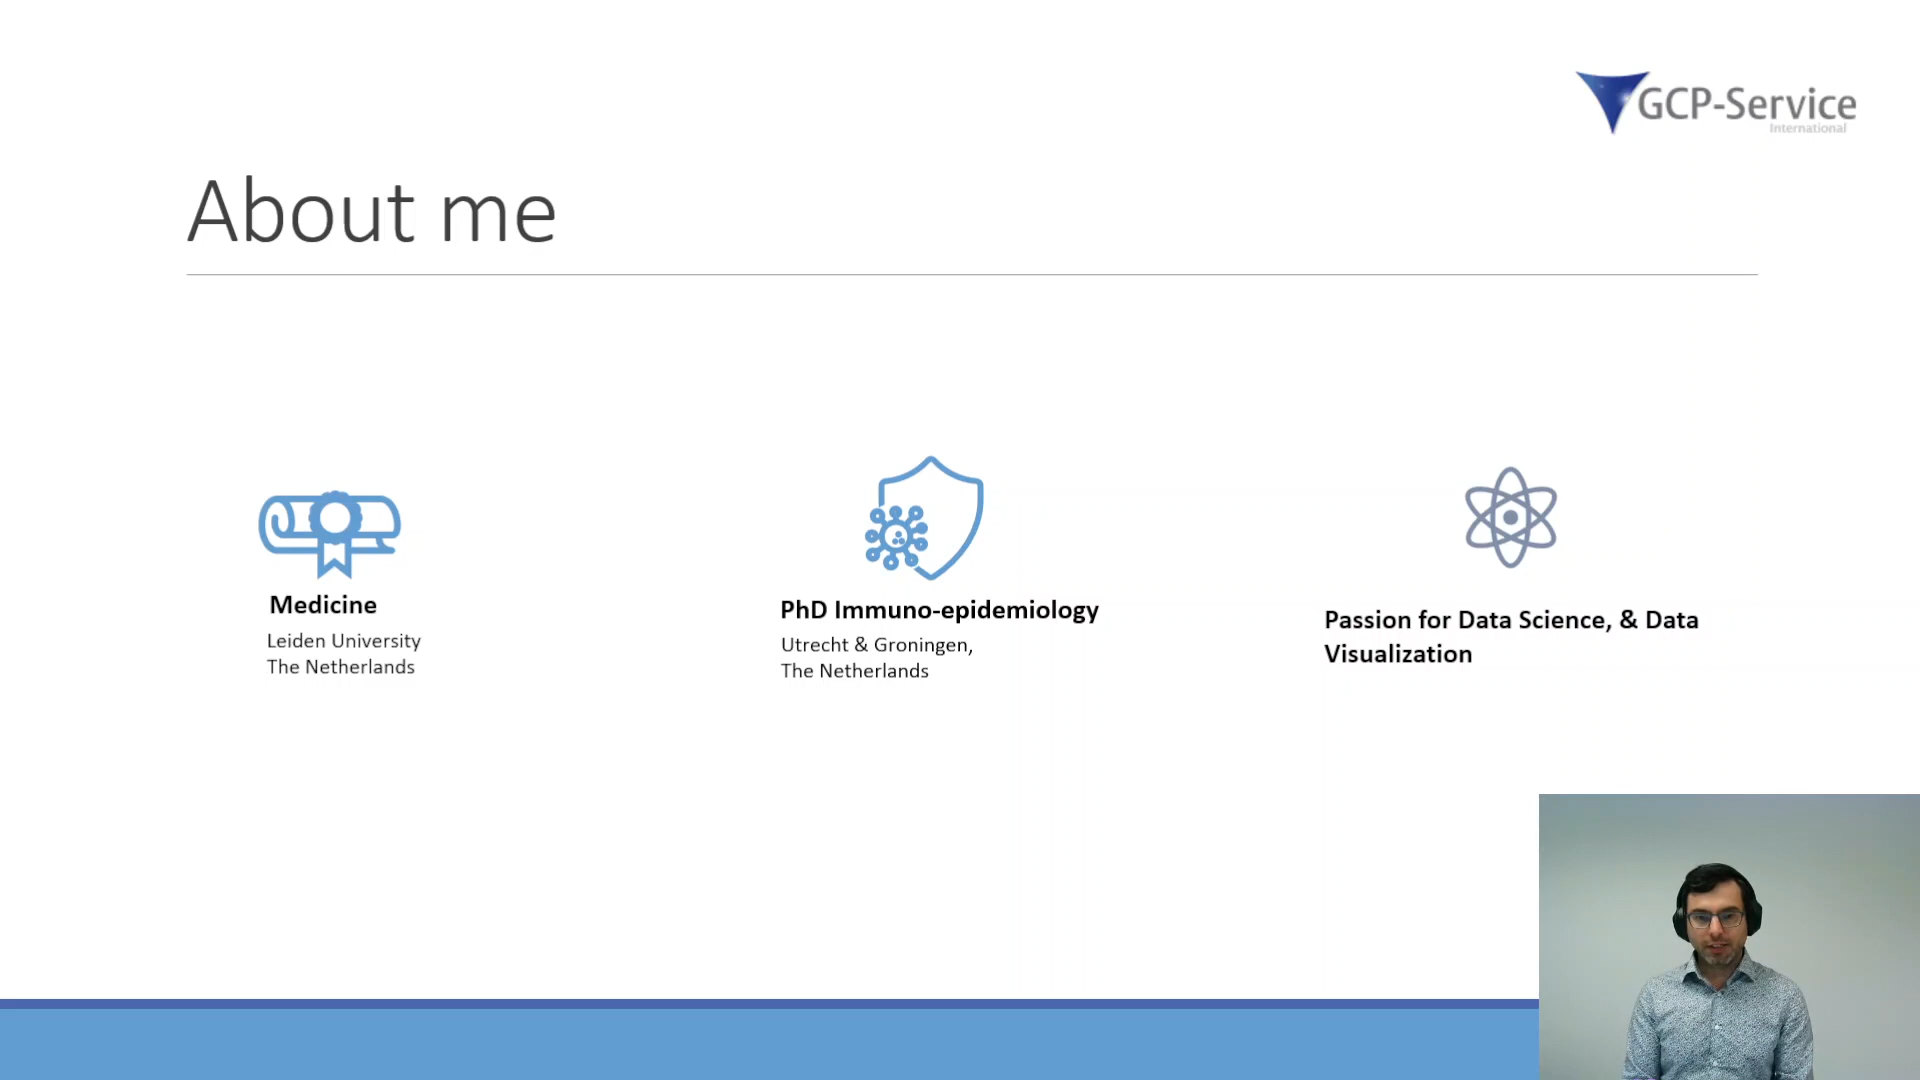 GCP-Service
International
About me
Medicine
Leiden University
The Netherlands
PhD Immuno-epidemiology
Utrecht & Groningen,
The Netherlands
Passion for Data Science, & Data
Visualization